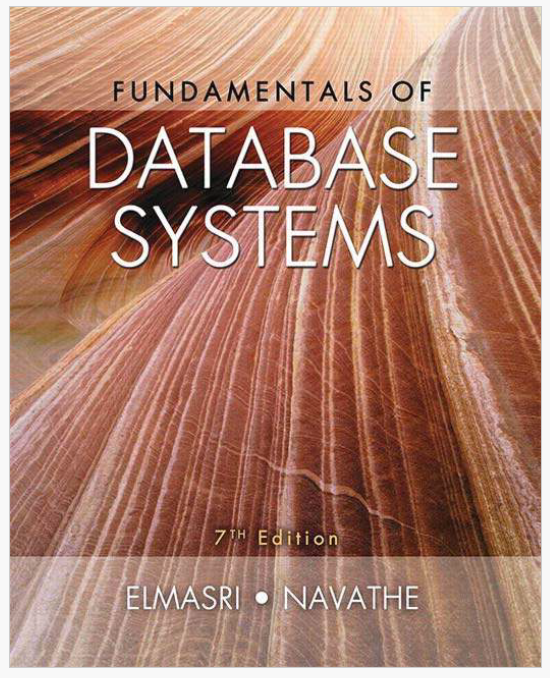 FUNDAMENTALS OF
DATABASE
SYSTEMS
7TH Edition
ELMASRI • NAVATHE